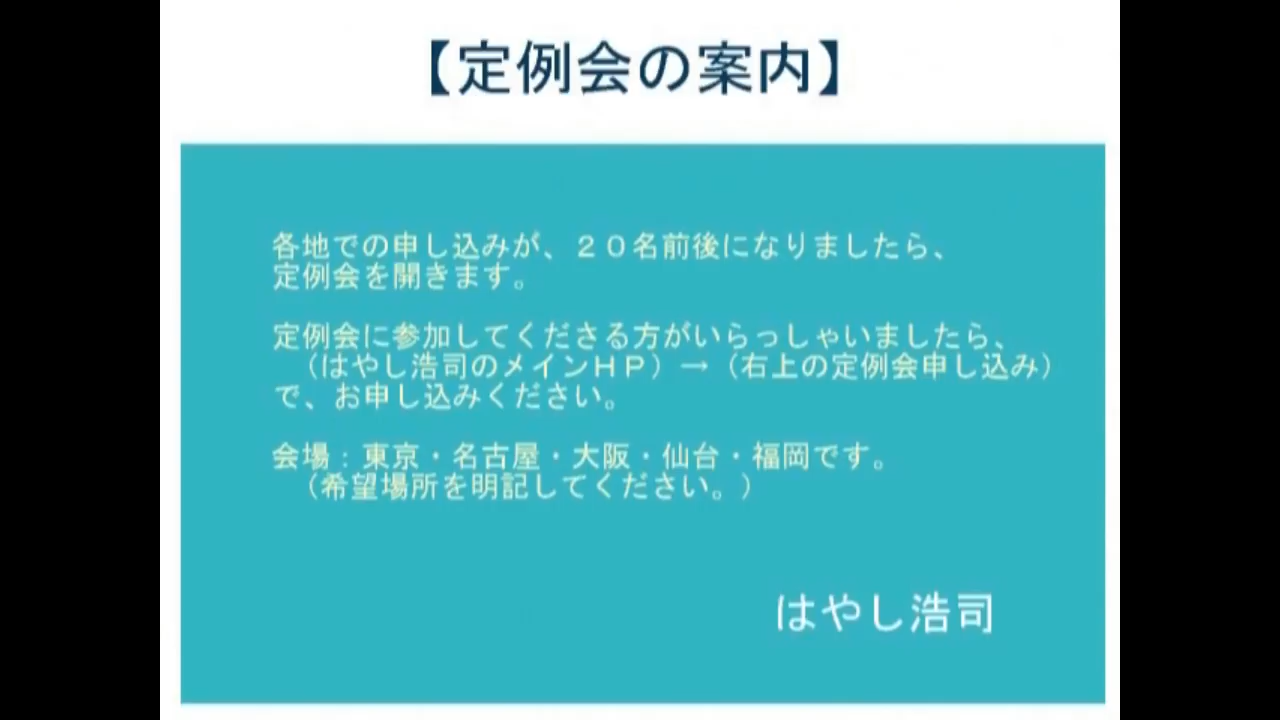 【定例会の案内】
各地での申し込みが、２０名前後になりましたら、
定例会を開きます。
定例会に参加してくださる方がいらっしゃいましたら、
（はやし浩司のメインＨＰ）→（右上の定例会申し込み）
で、お申し込みください。
会場：東京・名古屋・大阪・仙台・福岡です。
（希望場所を明記してください。）
はやし浩司